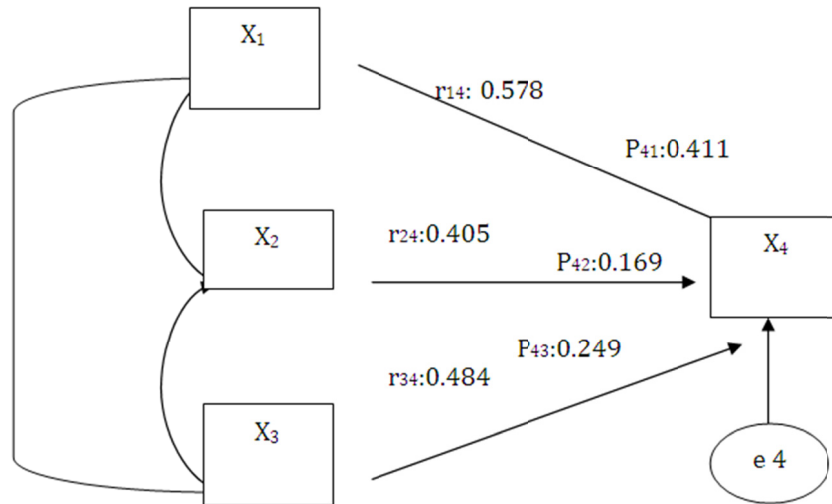 X₁
r₁₄: 0.578
P₄₁:0.411
X₂
r₂₄:0.405
X₄
P₄₂:0.169
P₄₃:0.249
r₃₄:0.484
X₃
e 4